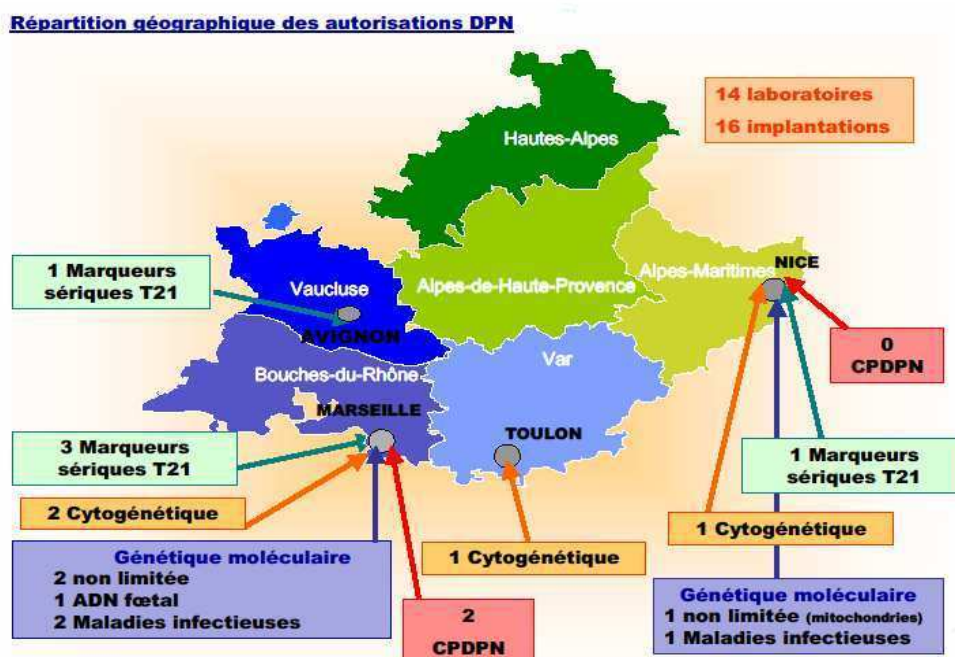 Répartition géographique des autorisations DPN
14 laboratoires
16 implantations
Hautes-Alpes
1 Marqueurs
sériques T21
Vaucluse
AVIGNON
Alpes-de-Haute-Provence
Alpes-Maritimes
NICE
0
CPDPN
Bouches-du-Rhône
MARSEILLE
Var
TOULON
3 Marqueurs
sériques T21
1 Marqueurs
sériques T21
2 Cytogénétique
1 Cytogénétique
1 Cytogénétique
Génétique moléculaire
2 non limitée
1 ADN fœtal
2 Maladies infectieuses
2
CPDPN
Génétique moléculaire
1 non limitée (mitochondries)
1 Maladies infectieuses